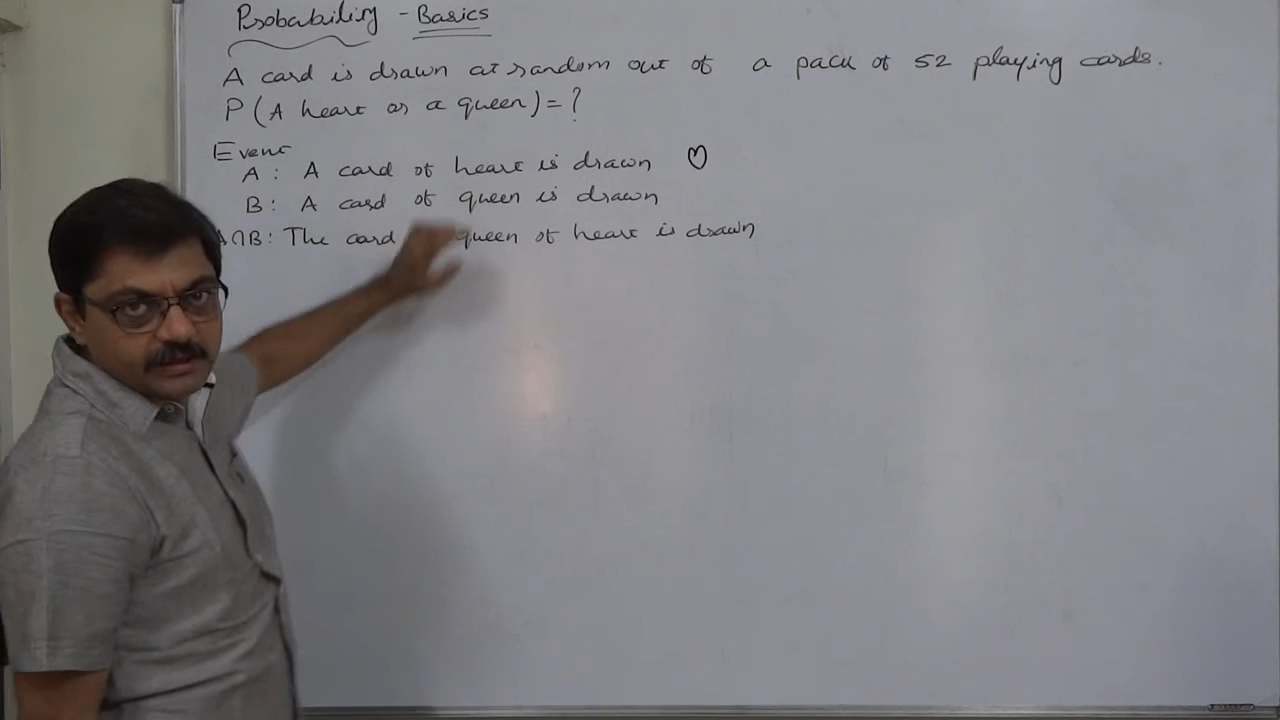 Probability - Basics
A card is drawn at random out of a pack of 52 playing cards.
P (A heart or a queen) = ?
Event
A : A card of heart is drawn ♡
B : A card of queen is drawn
∩B: The card queen of heart is drawn